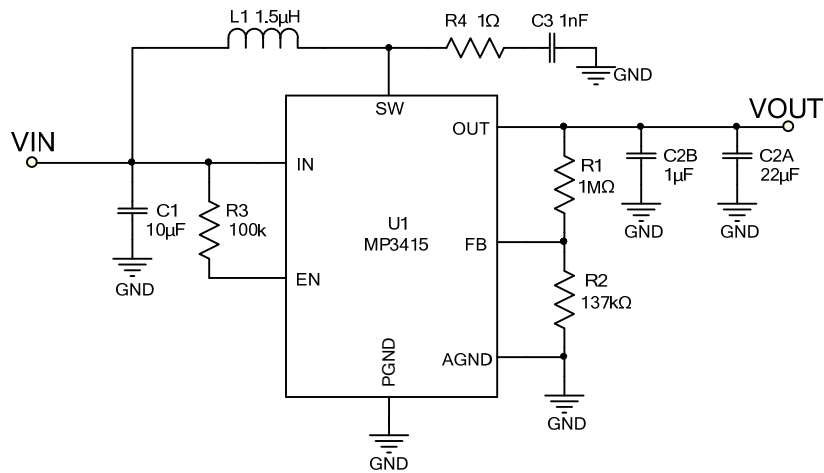 L1 1.5µH
R4 1Ω
C3 1nF
GND
SW
VOUT
OUT
VIN
IN
C2B
1µF
C2A
22µF
R1
1MΩ
C1
10µF
R3
100k
U1
MP3415
FB
GND
GND
GND
EN
R2
137kΩ
AGND
PGND
GND
GND